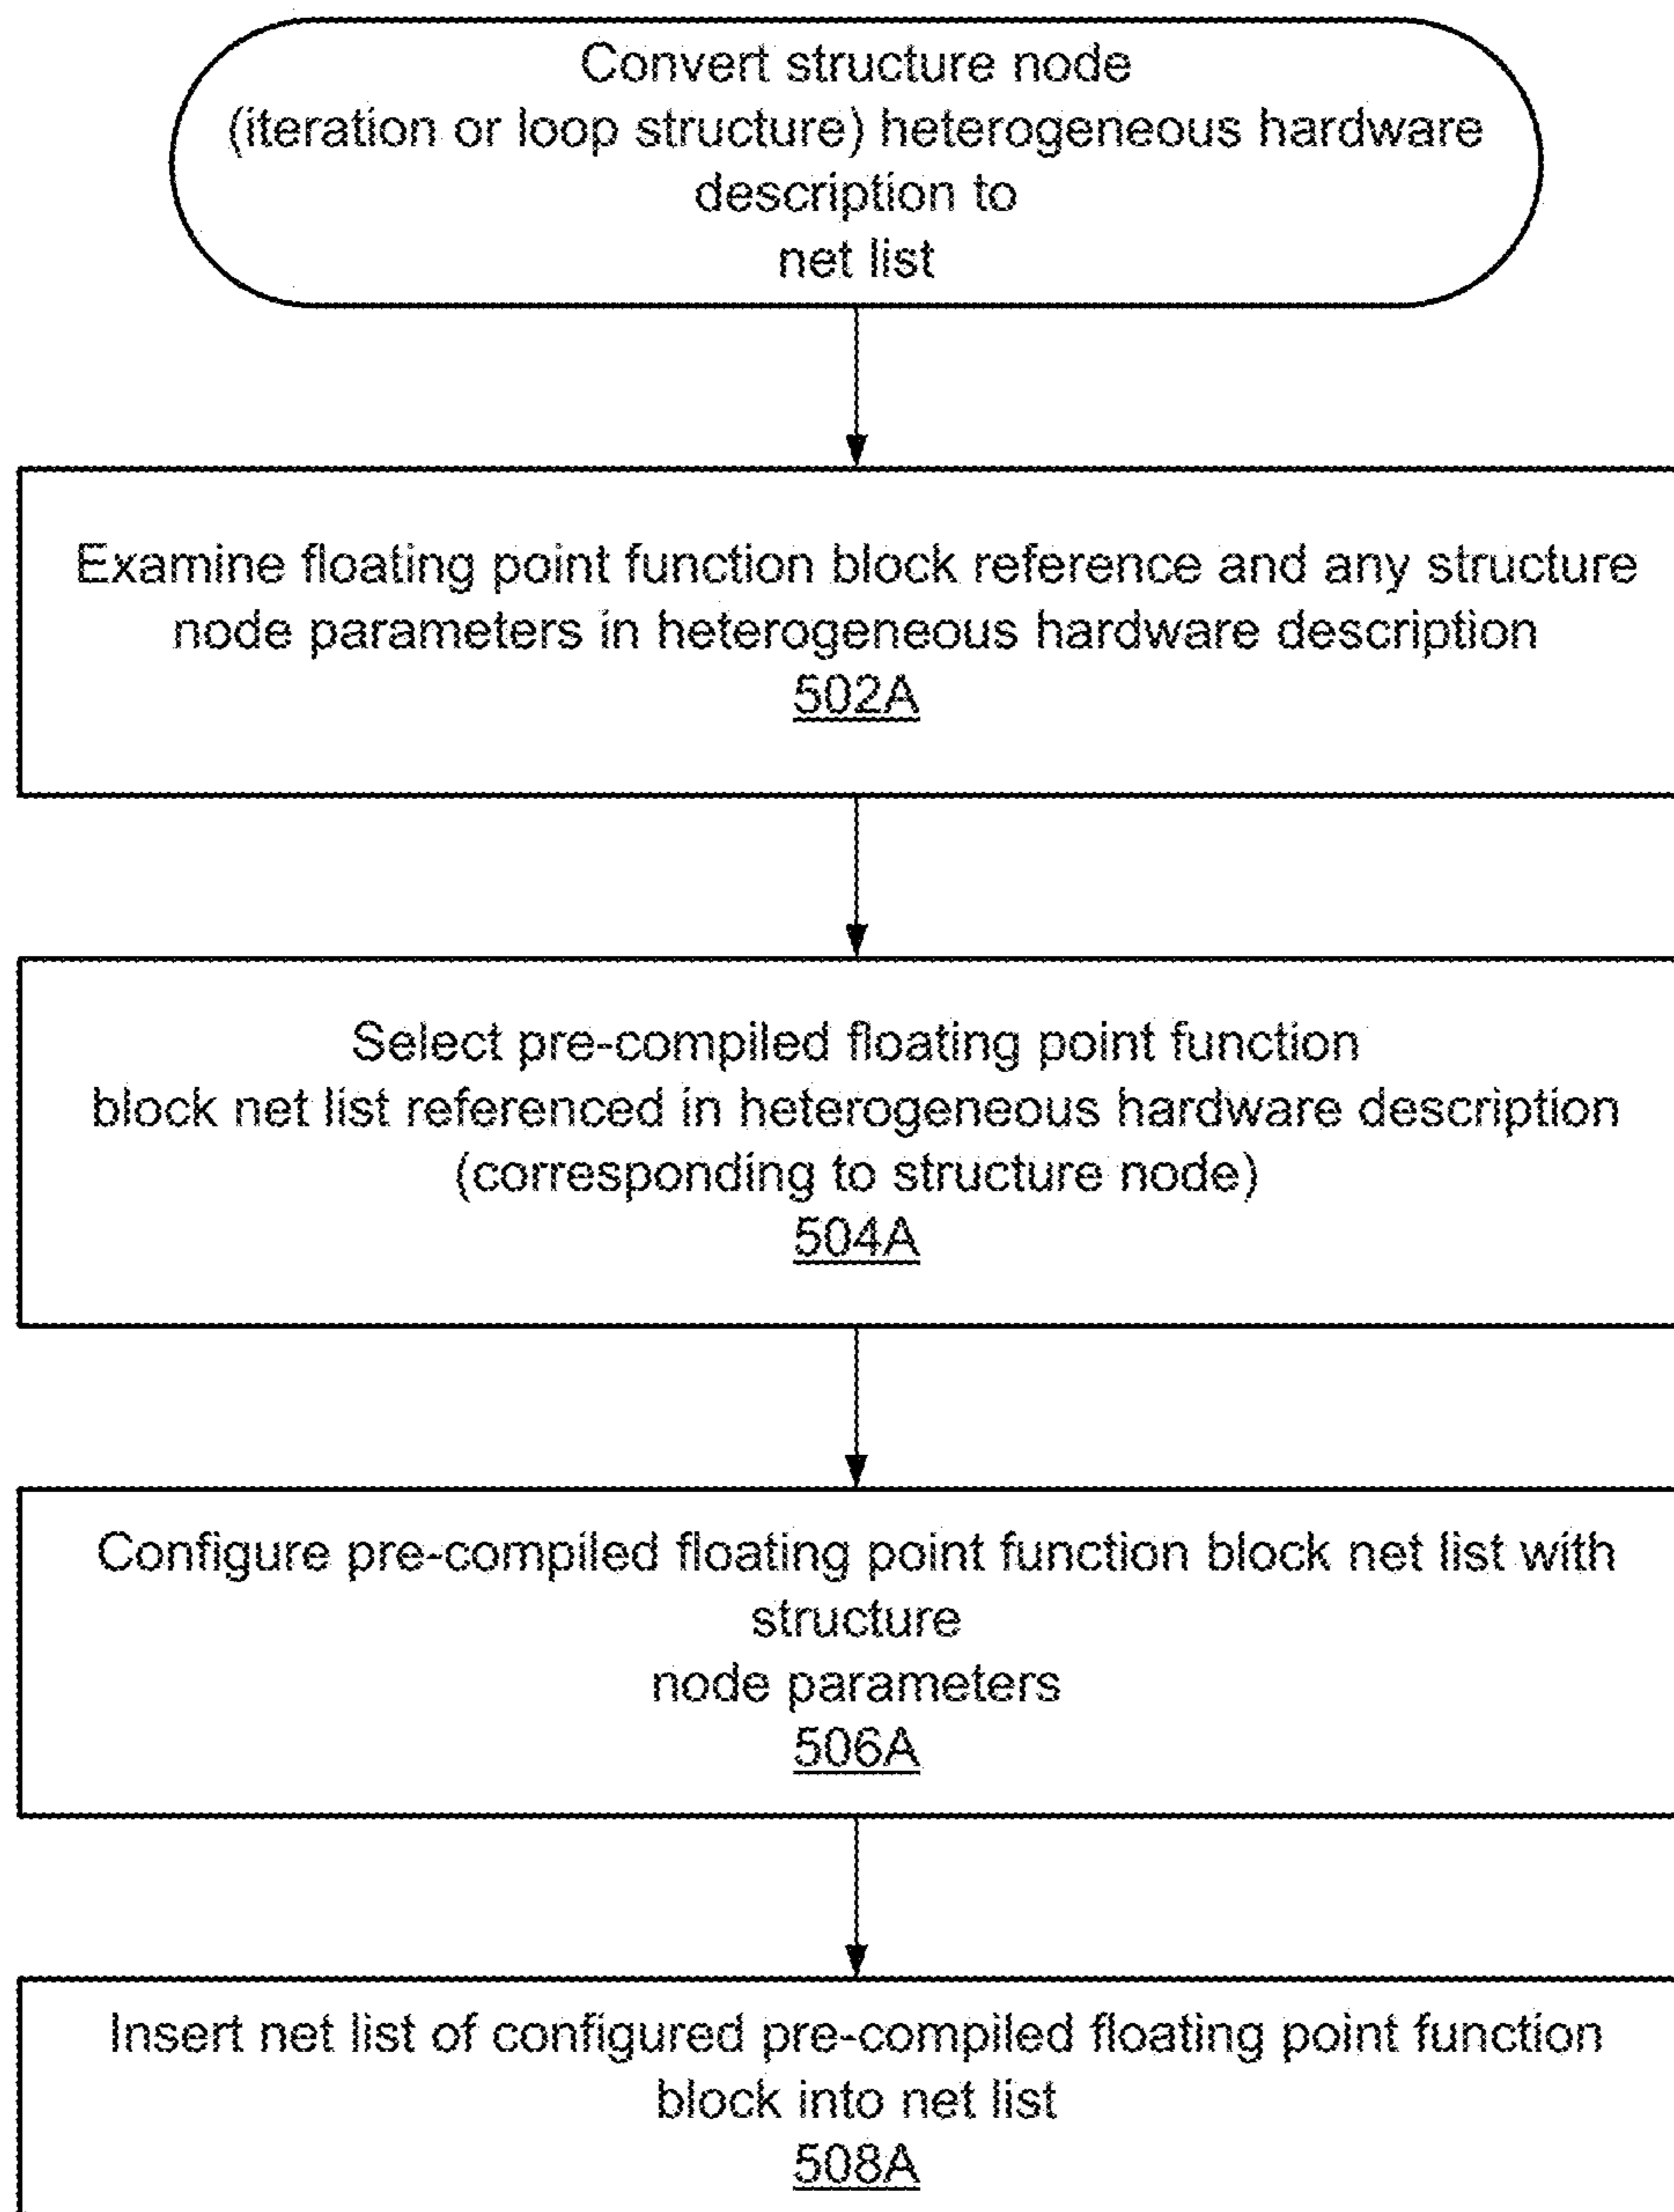 Convert structure node
(iteration or loop structure) heterogeneous hardware
description to
net list
Examine floating point function block reference and any structure
node parameters in heterogeneous hardware description
502A
Select pre-compiled floating point function
block net list referenced in heterogeneous hardware description
(corresponding to structure node)
504A
Configure pre-compiled floating point function block net list with
structure
node parameters
506A
Insert net list of configured pre-compiled floating point function
block into net list
508A